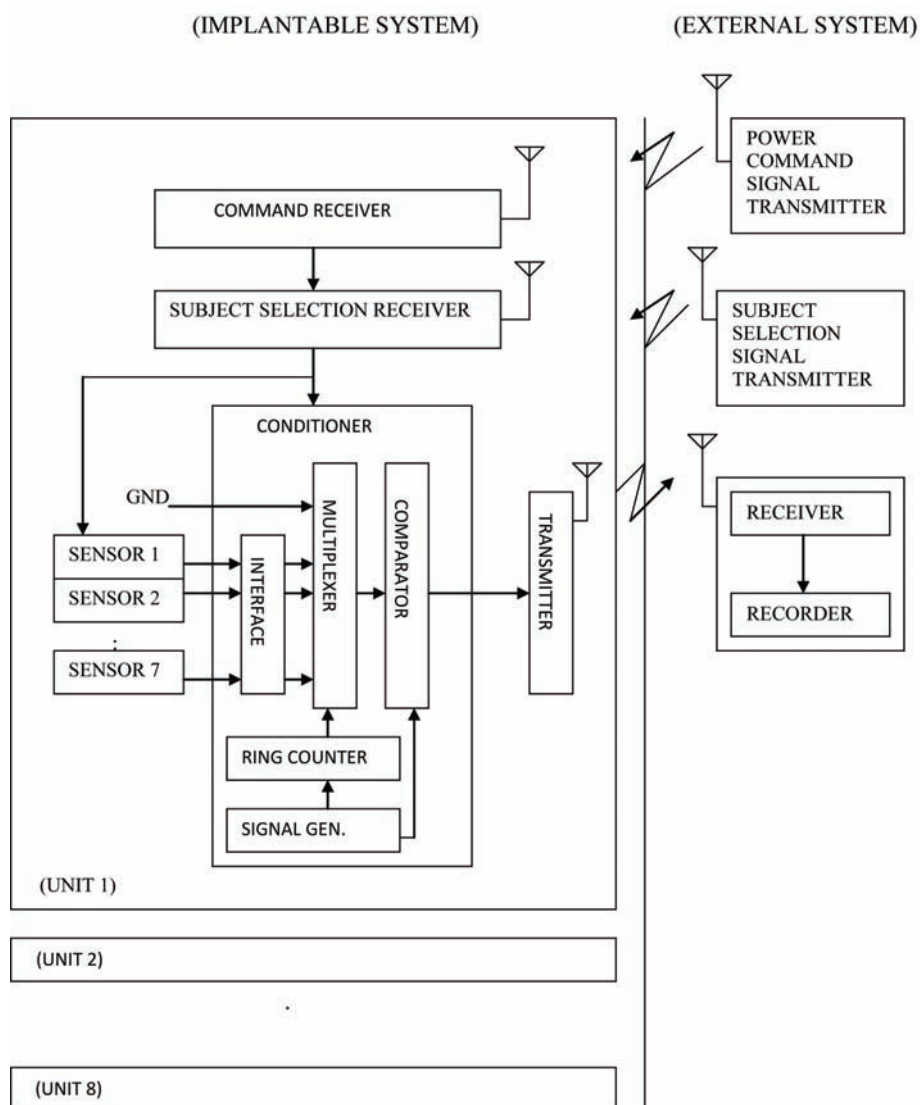 (IMPLANTABLE SYSTEM)
(EXTERNAL SYSTEM)
POWER
COMMAND
SIGNAL
TRANSMITTER
COMMAND RECEIVER
SUBJECT SELECTION RECEIVER
SUBJECT
SELECTION
SIGNAL
TRANSMITTER
CONDITIONER
GND
SENSOR 1
SENSOR 2
:
SENSOR 7
INTERFACE
MULTIPLEXER
COMPARATOR
TRANSMITTER
RECEIVER
RECORDER
RING COUNTER
SIGNAL GEN.
(UNIT 1)
(UNIT 2)
.
(UNIT 8)